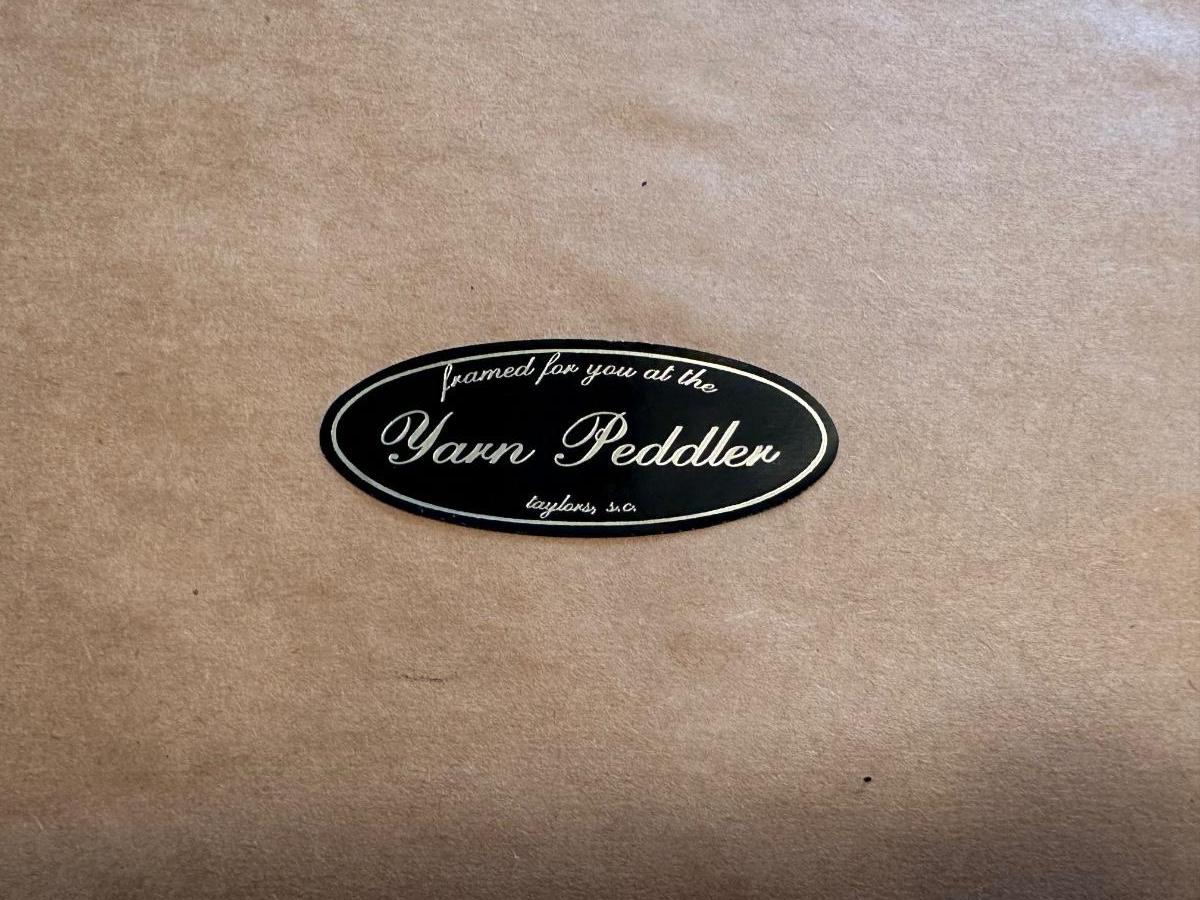 framed for you at the
Yarn Peddler
taylors, s.c.